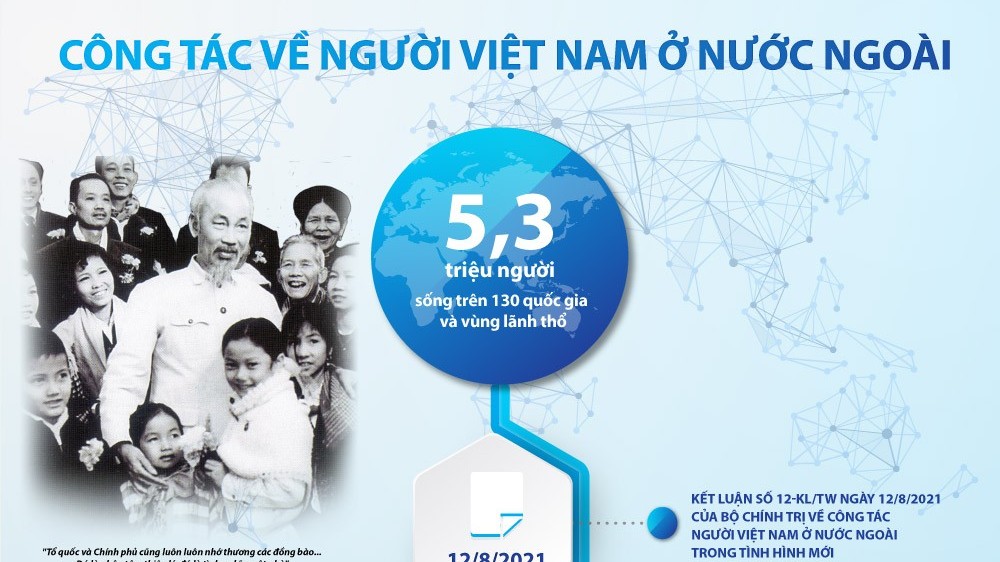 CÔNG TÁC VỀ NGƯỜI VIỆT NAM Ở NƯỚC NGOÀI
5,3
triệu người
sống trên 130 quốc gia
và vùng lãnh thổ
12/8/2021
KẾT LUẬN SỐ 12-KL/TW NGÀY 12/8/2021
CỦA BỘ CHÍNH TRỊ VỀ CÔNG TÁC
NGƯỜI VIỆT NAM Ở NƯỚC NGOÀI
TRONG TÌNH HÌNH MỚI
"Tổ quốc và Chính phủ cũng luôn luôn nhớ thương các đồng bào...